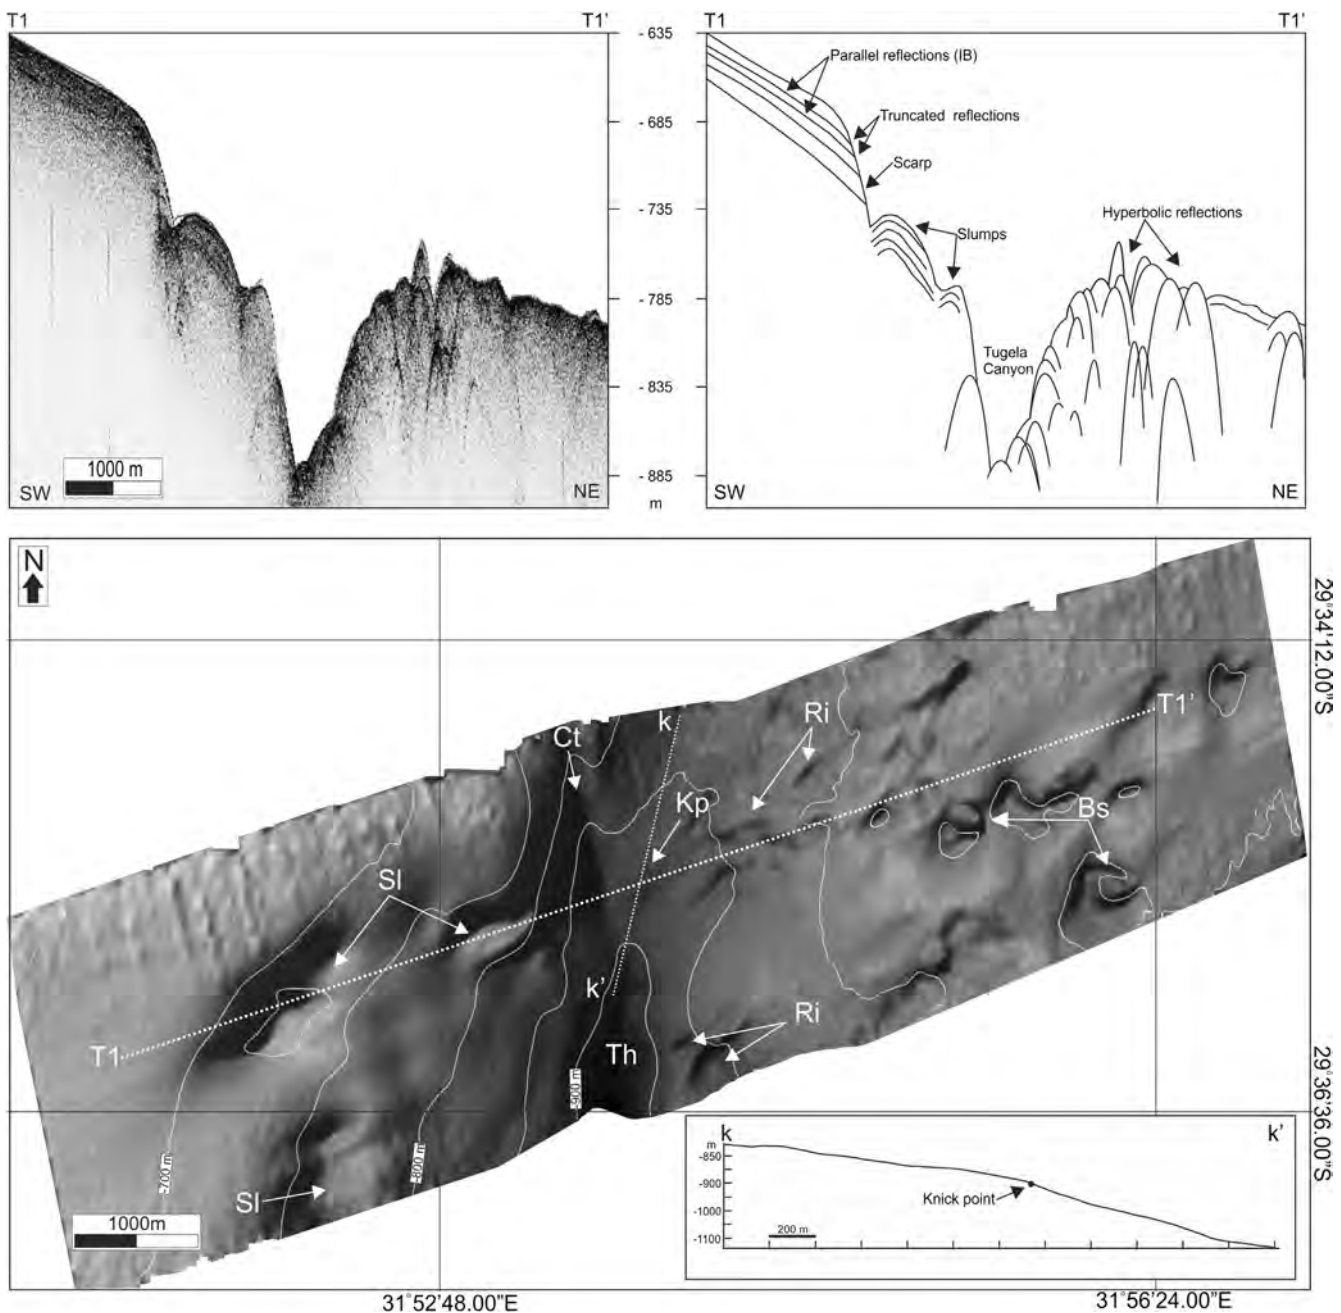 T1
T1'
- 635
- 685
- 735
- 785
- 835
- 885
m
1000 m
SW
NE
T1
T1'
Parallel reflections (IB)
Truncated reflections
Scarp
Slumps
Hyperbolic reflections
Tugela
Canyon
SW
NE
N
29°34'12.00"S
k
Ct
Ri
T1'
Kp
Bs
Sl
k'
T1
Th
Ri
-900 m
-800 m
-700 m
Sl
1000m
29°36'36.00"S
k
k'
m
-850
-900
-1000
-1100
Knick point
200 m
31°52'48.00"E
31°56'24.00"E